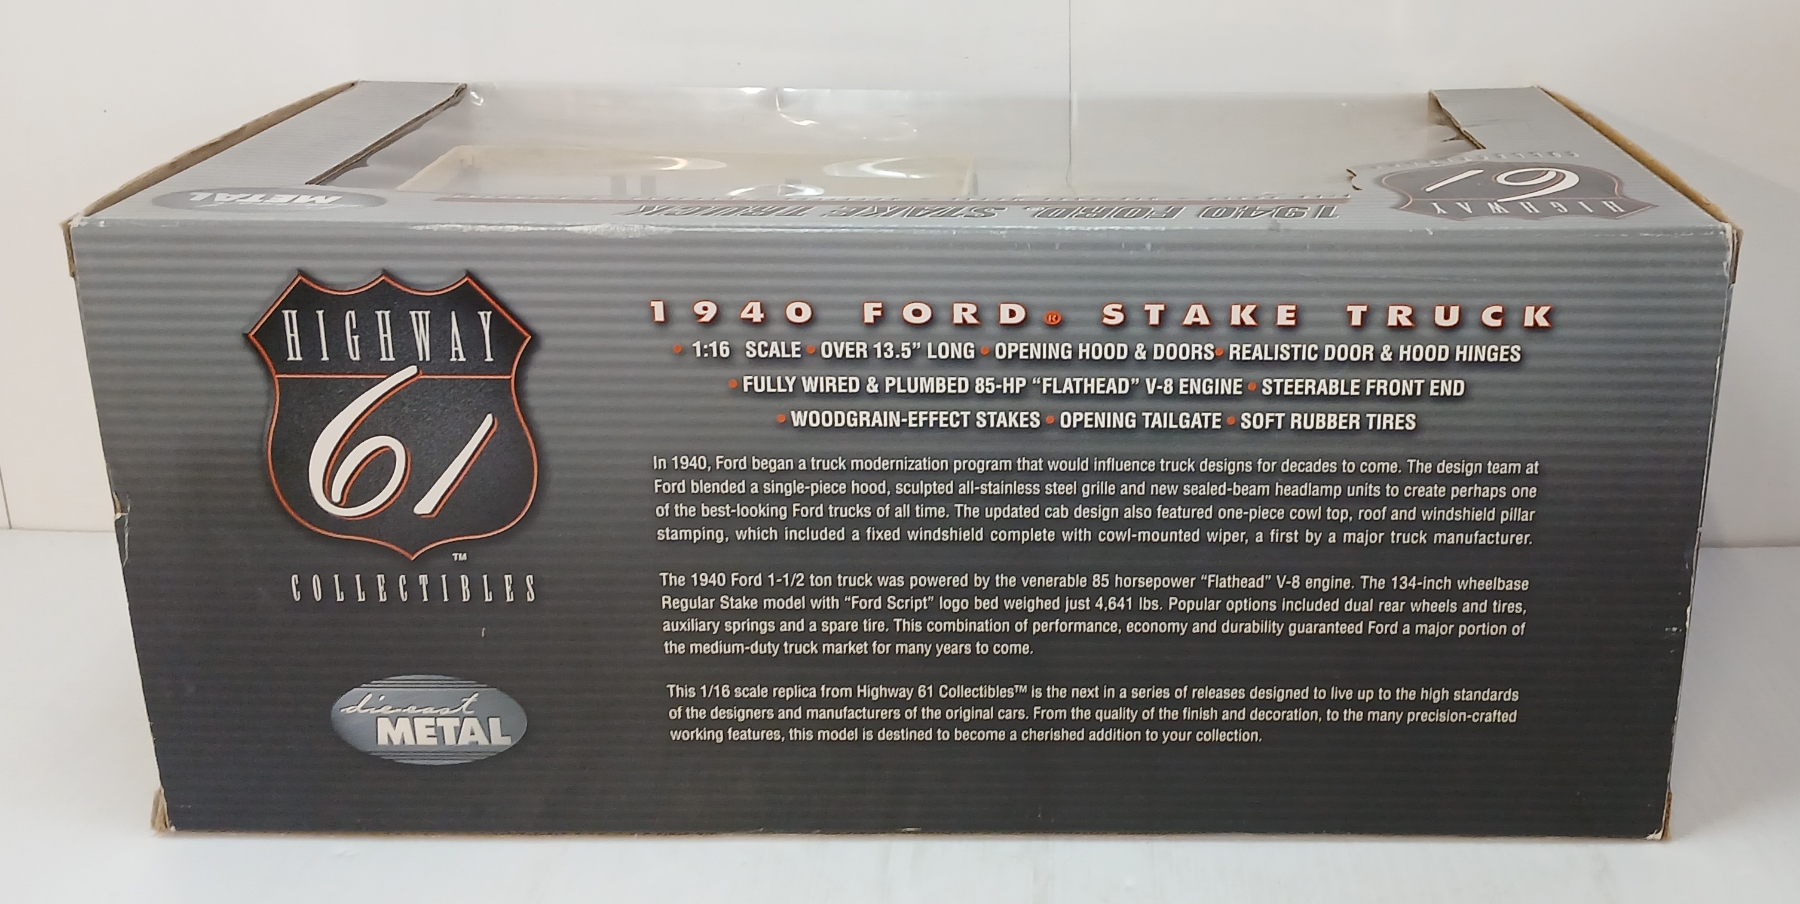 METAL
1940 FORD, STAKE TRUCK
HIGHWAY
61
HIGHWAY
61
TM
COLLECTIBLES
die cast
METAL
1940 FORD® STAKE TRUCK
• 1:16 SCALE • OVER 13.5” LONG • OPENING HOOD & DOORS • REALISTIC DOOR & HOOD HINGES
• FULLY WIRED & PLUMBED 85-HP “FLATHEAD” V-8 ENGINE • STEERABLE FRONT END
• WOODGRAIN-EFFECT STAKES • OPENING TAILGATE • SOFT RUBBER TIRES
In 1940, Ford began a truck modernization program that would influence truck designs for decades to come. The design team at
Ford blended a single-piece hood, sculpted all-stainless steel grille and new sealed-beam headlamp units to create perhaps one
of the best-looking Ford trucks of all time. The updated cab design also featured one-piece cowl top, roof and windshield pillar
stamping, which included a fixed windshield complete with cowl-mounted wiper, a first by a major truck manufacturer.
The 1940 Ford 1-1/2 ton truck was powered by the venerable 85 horsepower “Flathead” V-8 engine. The 134-inch wheelbase
Regular Stake model with “Ford Script” logo bed weighed just 4,641 lbs. Popular options included dual rear wheels and tires,
auxiliary springs and a spare tire. This combination of performance, economy and durability guaranteed Ford a major portion of
the medium-duty truck market for many years to come.
This 1/16 scale replica from Highway 61 Collectibles™ is the next in a series of releases designed to live up to the high standards
of the designers and manufacturers of the original cars. From the quality of the finish and decoration, to the many precision-crafted
working features, this model is destined to become a cherished addition to your collection.